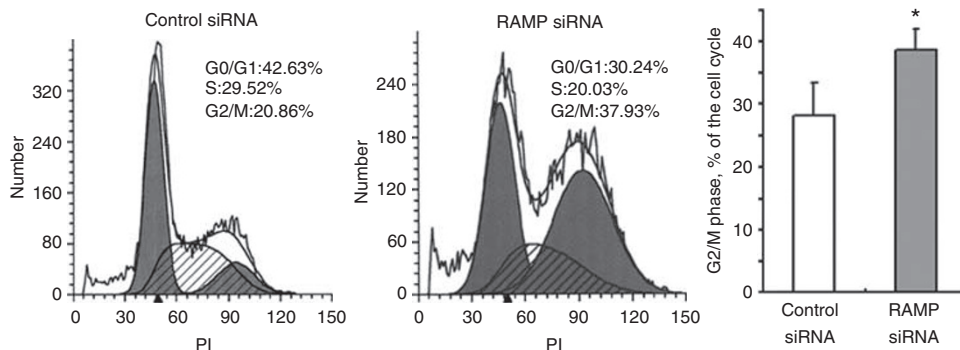 Control siRNA
G0/G1:42.63%
S:29.52%
G2/M:20.86%
Number
320
240
160
80
0
0
30
60
90
120
150
PI
RAMP siRNA
G0/G1:30.24%
S:20.03%
G2/M:37.93%
Number
240
180
120
60
0
0
30
60
90
120
150
PI
*
G2/M phase, % of the cell cycle
40
30
20
10
0
Control
siRNA
RAMP
siRNA